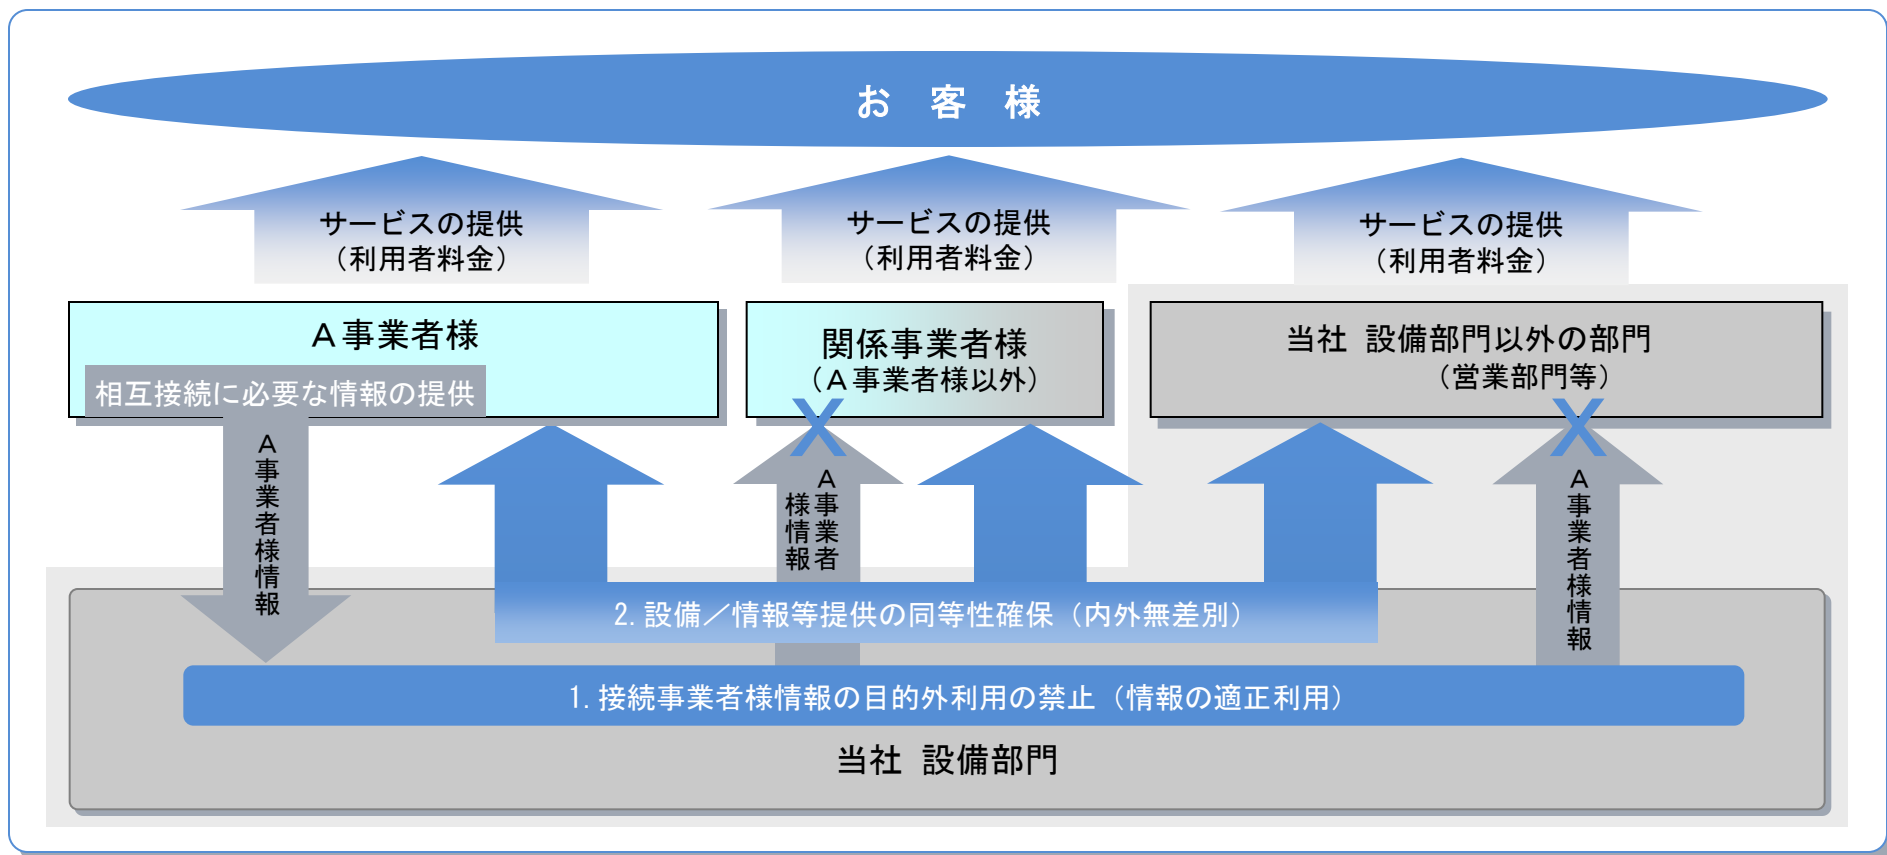 お 客 様
サービスの提供
（利用者料金）
サービスの提供
（利用者料金）
サービスの提供
（利用者料金）
Ａ事業者様
相互接続に必要な情報の提供
関係事業者様
（Ａ事業者様以外）
当社 設備部門以外の部門
（営業部門等）
X
X
Ａ事業者様情報
Ａ事業者
様情報
Ａ事業者様情報
2.設備／情報等提供の同等性確保（内外無差別）
1.接続事業者様情報の目的外利用の禁止（情報の適正利用）
当社 設備部門